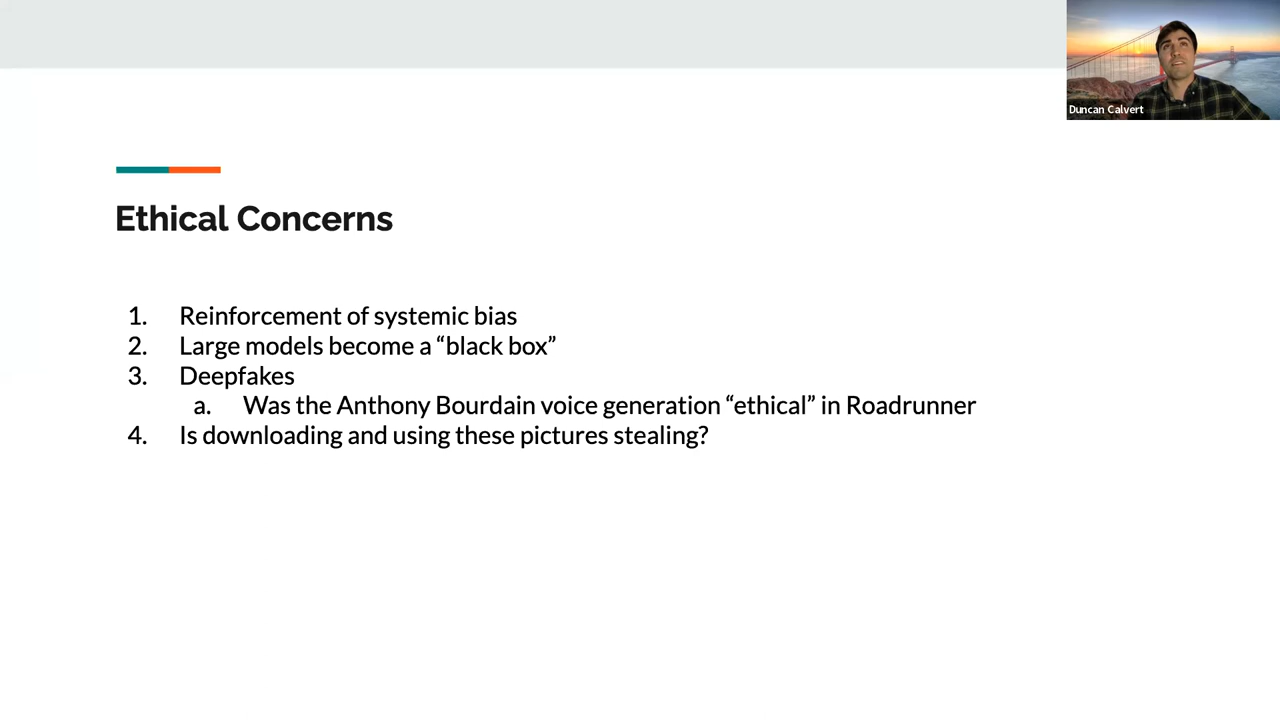 Duncan Calvert
Ethical Concerns
1. Reinforcement of systemic bias
2. Large models become a “black box”
3. Deepfakes
a. Was the Anthony Bourdain voice generation “ethical” in Roadrunner
4. Is downloading and using these pictures stealing?